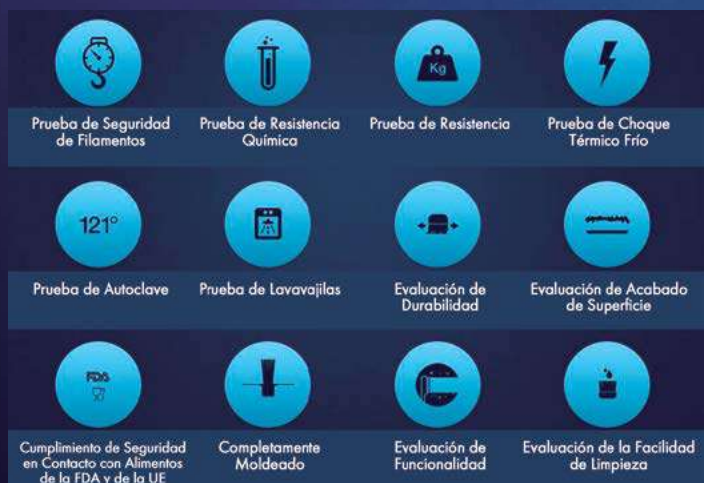 Kg
Prueba de Seguridad
de Filamentos
Prueba de Resistencia
Química
Prueba de Resistencia
Prueba de Choque
Térmico Frío
121°
Prueba de Autoclave
Prueba de Lavavajilas
Evaluación de
Durabilidad
Evaluación de Acabado
de Superficie
FDA
Cumplimiento de Seguridad
en Contacto con Alimentos
de la FDA y de la UE
Completamente
Moldeado
Evaluación de
Funcionalidad
Evaluación de la Facilidad
de Limpieza